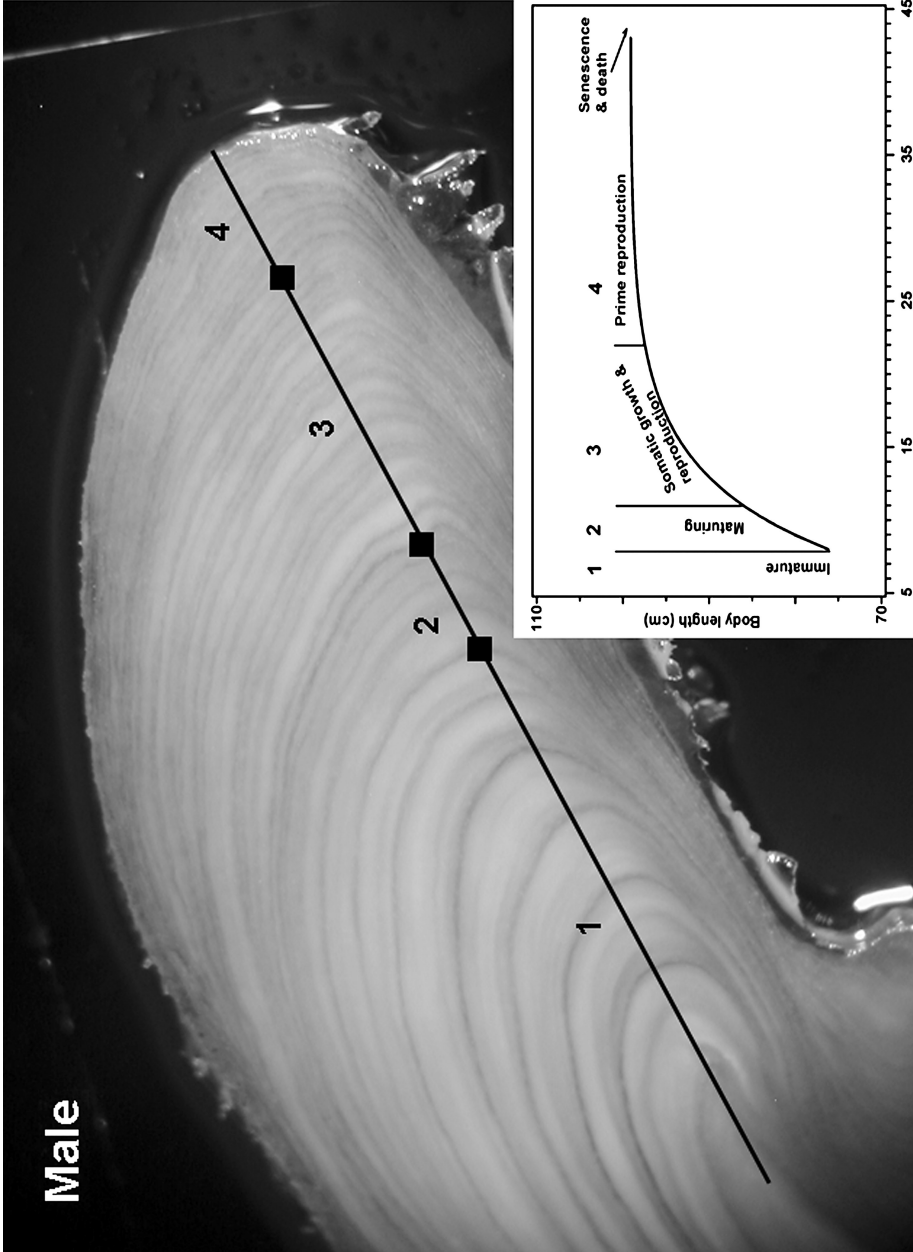 Male
1
2
3
4
110
70
Body length (cm)
5
15
25
35
45
1
2
3
4
Immature
Maturing
Somatic growth &
reproduction
Prime reproduction
Senescence
& death